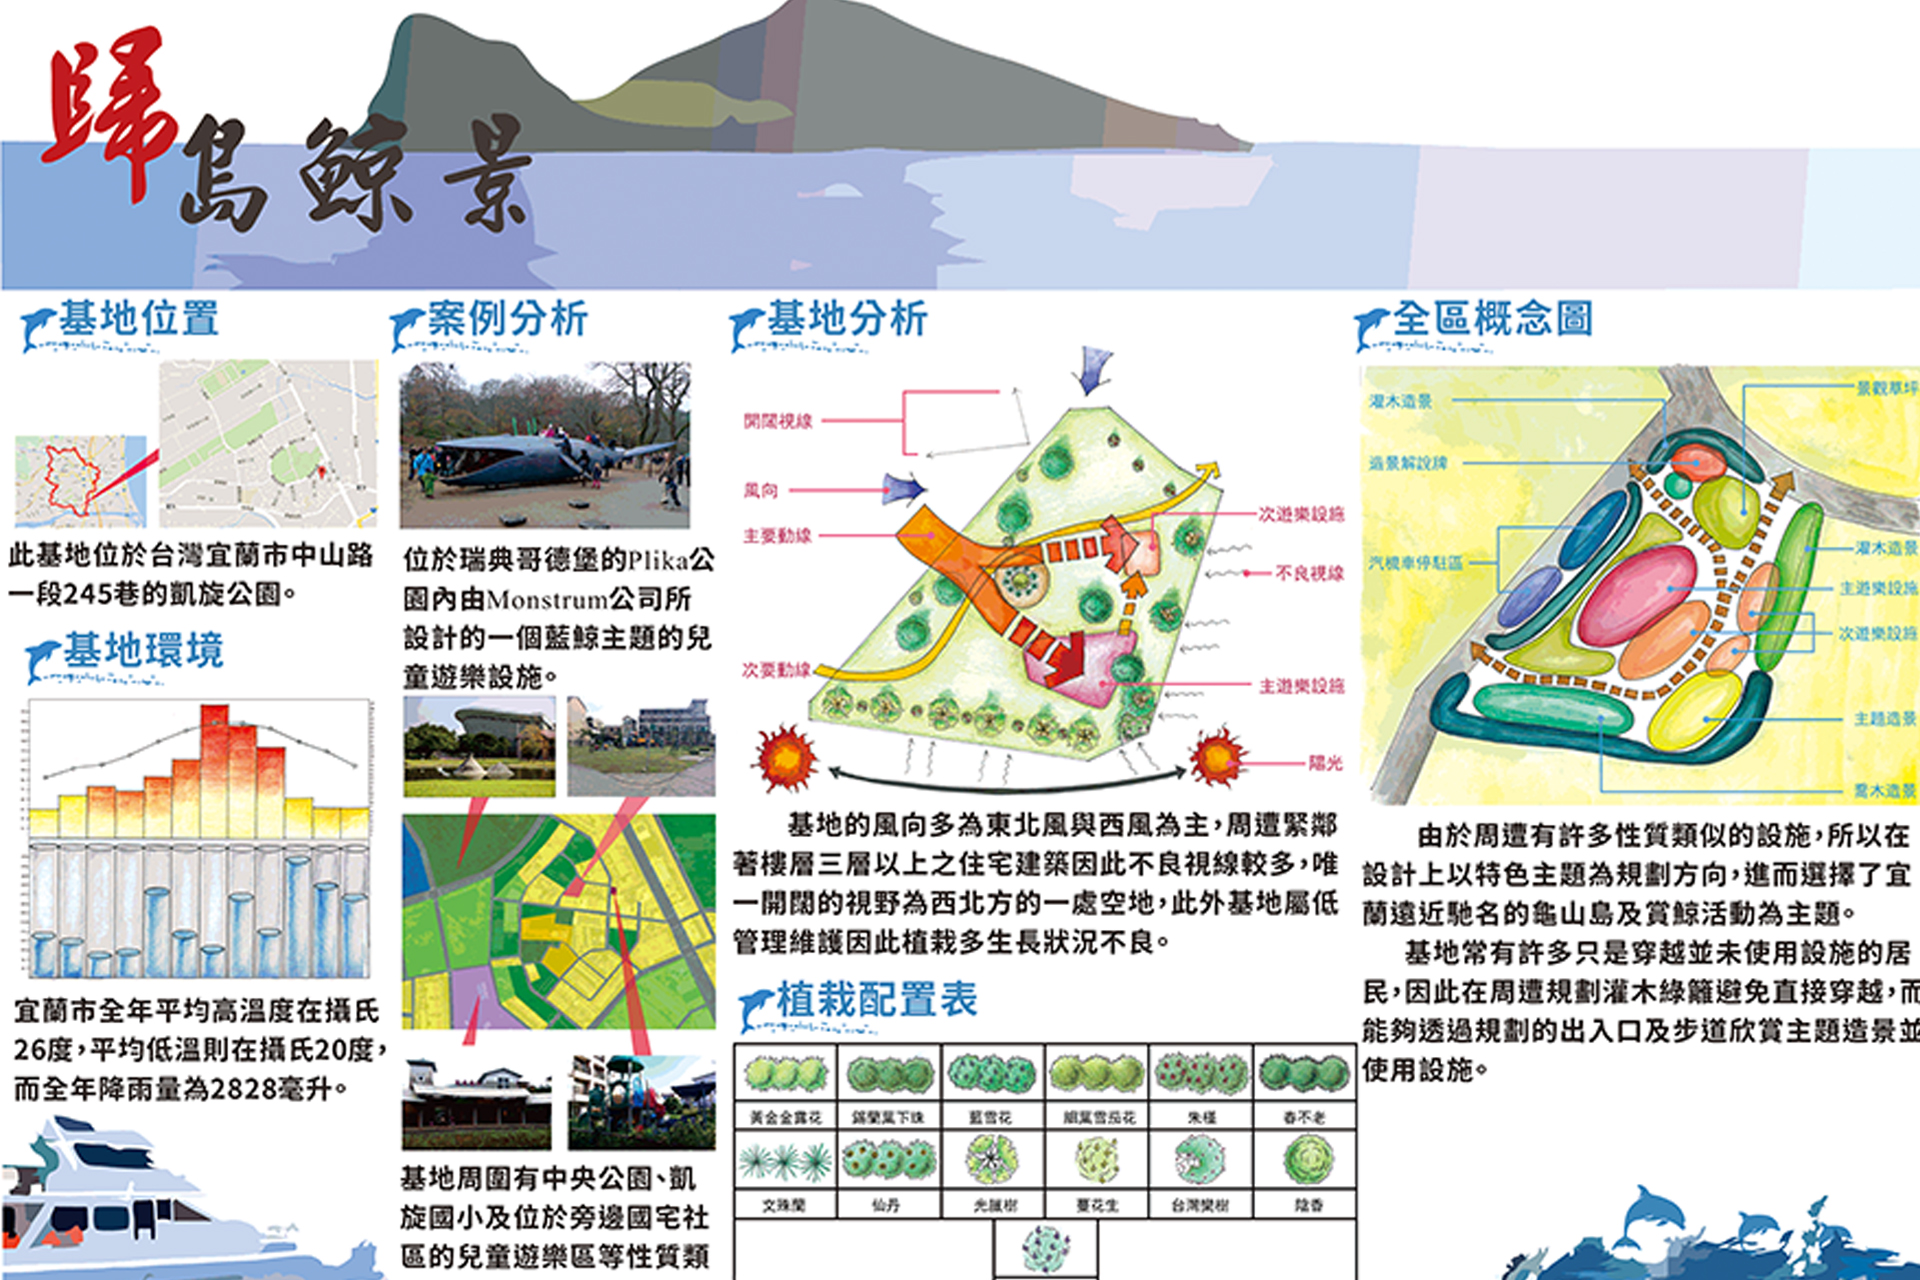 歸島鯨景
基地位置
此基地位於台灣宜蘭市中山路
一段245巷的凱旋公園。
基地環境
宜蘭市全年平均高溫度在攝氏
26度,平均低溫則在攝氏20度,
而全年降雨量為2828毫升。
案例分析
位於瑞典哥德堡的Plika公
園內由Monstrum公司所
設計的一個藍鯨主題的兒
童遊樂設施。
基地周圍有中央公園、凱
旋國小及位於旁邊國宅社
區的兒童遊樂區等性質類
基地分析
開闊視線
風向
主要動線
次要動線
次遊樂設施
不良視線
主遊樂設施
陽光
基地的風向多為東北風與西風為主,周遭緊鄰
著樓層三層以上之住宅建築因此不良視線較多,唯
一開闊的視野為西北方的一處空地,此外基地屬低
管理維護因此植栽多生長狀況不良。
植栽配置表
黃金金露花 錫蘭葉下珠 藍雪花 細葉雪茄花 朱槿 春不老
文殊蘭 仙丹 光臘樹 蔓花生 台灣欒樹 陰香
全區概念圖
灌木造景
造景解說牌
汽機車停駐區
景觀草坪
灌木造景
主遊樂設施
次遊樂設施
主題造景
喬木造景
由於周遭有許多性質類似的設施,所以在
設計上以特色主題為規劃方向,進而選擇了宜
蘭遠近馳名的龜山島及賞鯨活動為主題。
基地常有許多只是穿越並未使用設施的居
民,因此在周遭規劃灌木綠籬避免直接穿越,而
能夠透過規劃的出入口及步道欣賞主題造景並
使用設施。